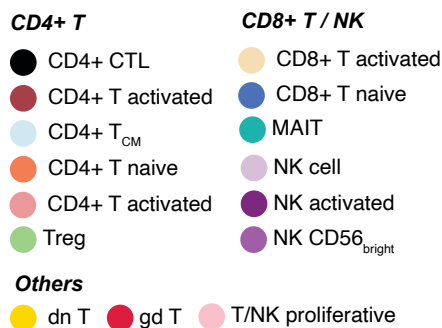 CD4+ T
CD4+ CTL
CD4+ T activated
CD4+ TCM
CD4+ T naive
CD4+ T activated
Treg
CD8+ T / NK
CD8+ T activated
CD8+ T naive
MAIT
NK cell
NK activated
NK CD56bright
Others
dn T gd T T/NK proliferative